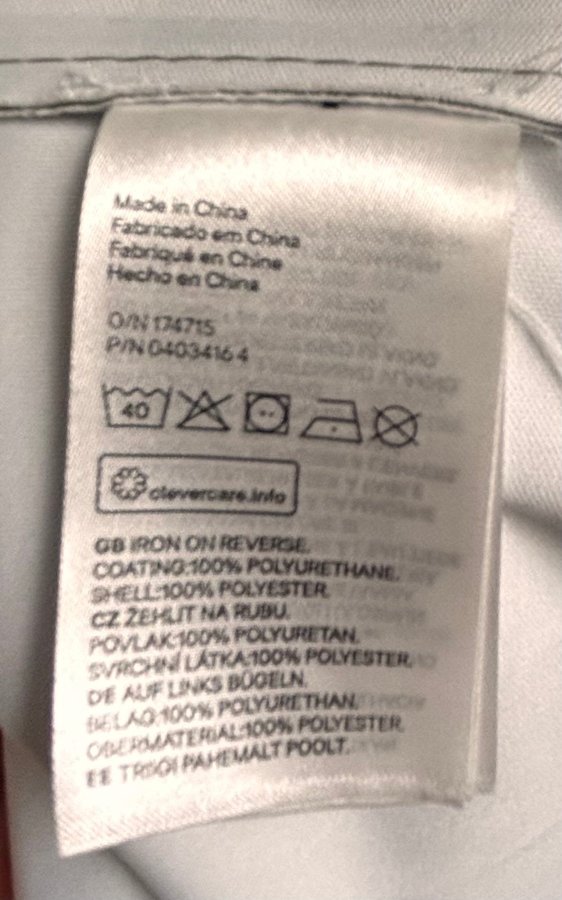 Made in China
Fabricado em China
Fabriqué en Chine
Hecho en China
O/N 174715
P/N 0403416 4
40
clevercare.info
GB IRON ON REVERSE.
COATING:100% POLYURETHANE.
SHELL:100% POLYESTER.
CZ ŽEHLIT NA RUBU.
POVLAK:100% POLYURETAN.
SVRCHNÍ LÁTKA:100% POLYESTER.
DE AUF LINKS BÜGELN.
BELAG:100% POLYURETHAN.
OBERMATERIAL:100% POLYESTER.
EE TRIIGI PAHEMALT POOLT.